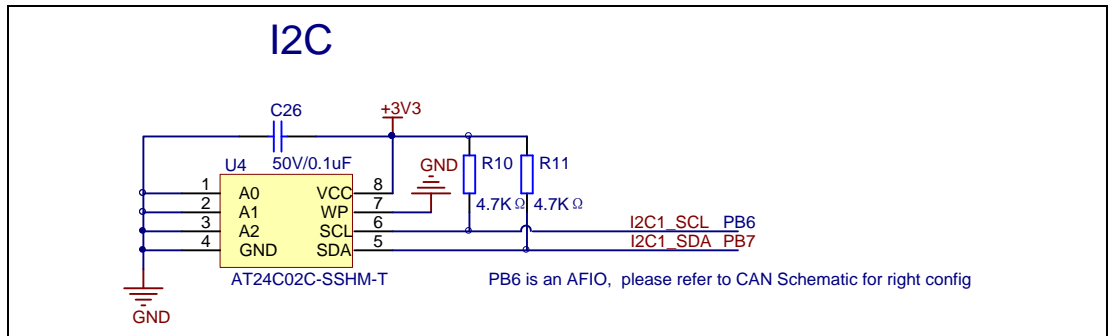 I2C
C26
+3V3
U4
50V/0.1uF
GND
R10
R11
1
A0
VCC
8
2
A1
WP
7
4.7K Ω
4.7K Ω
3
A2
SCL
6
I2C1_SCL PB6
4
GND
SDA
5
I2C1_SDA PB7
AT24C02C-SSHM-T
PB6 is an AFIO, please refer to CAN Schematic for right config
GND